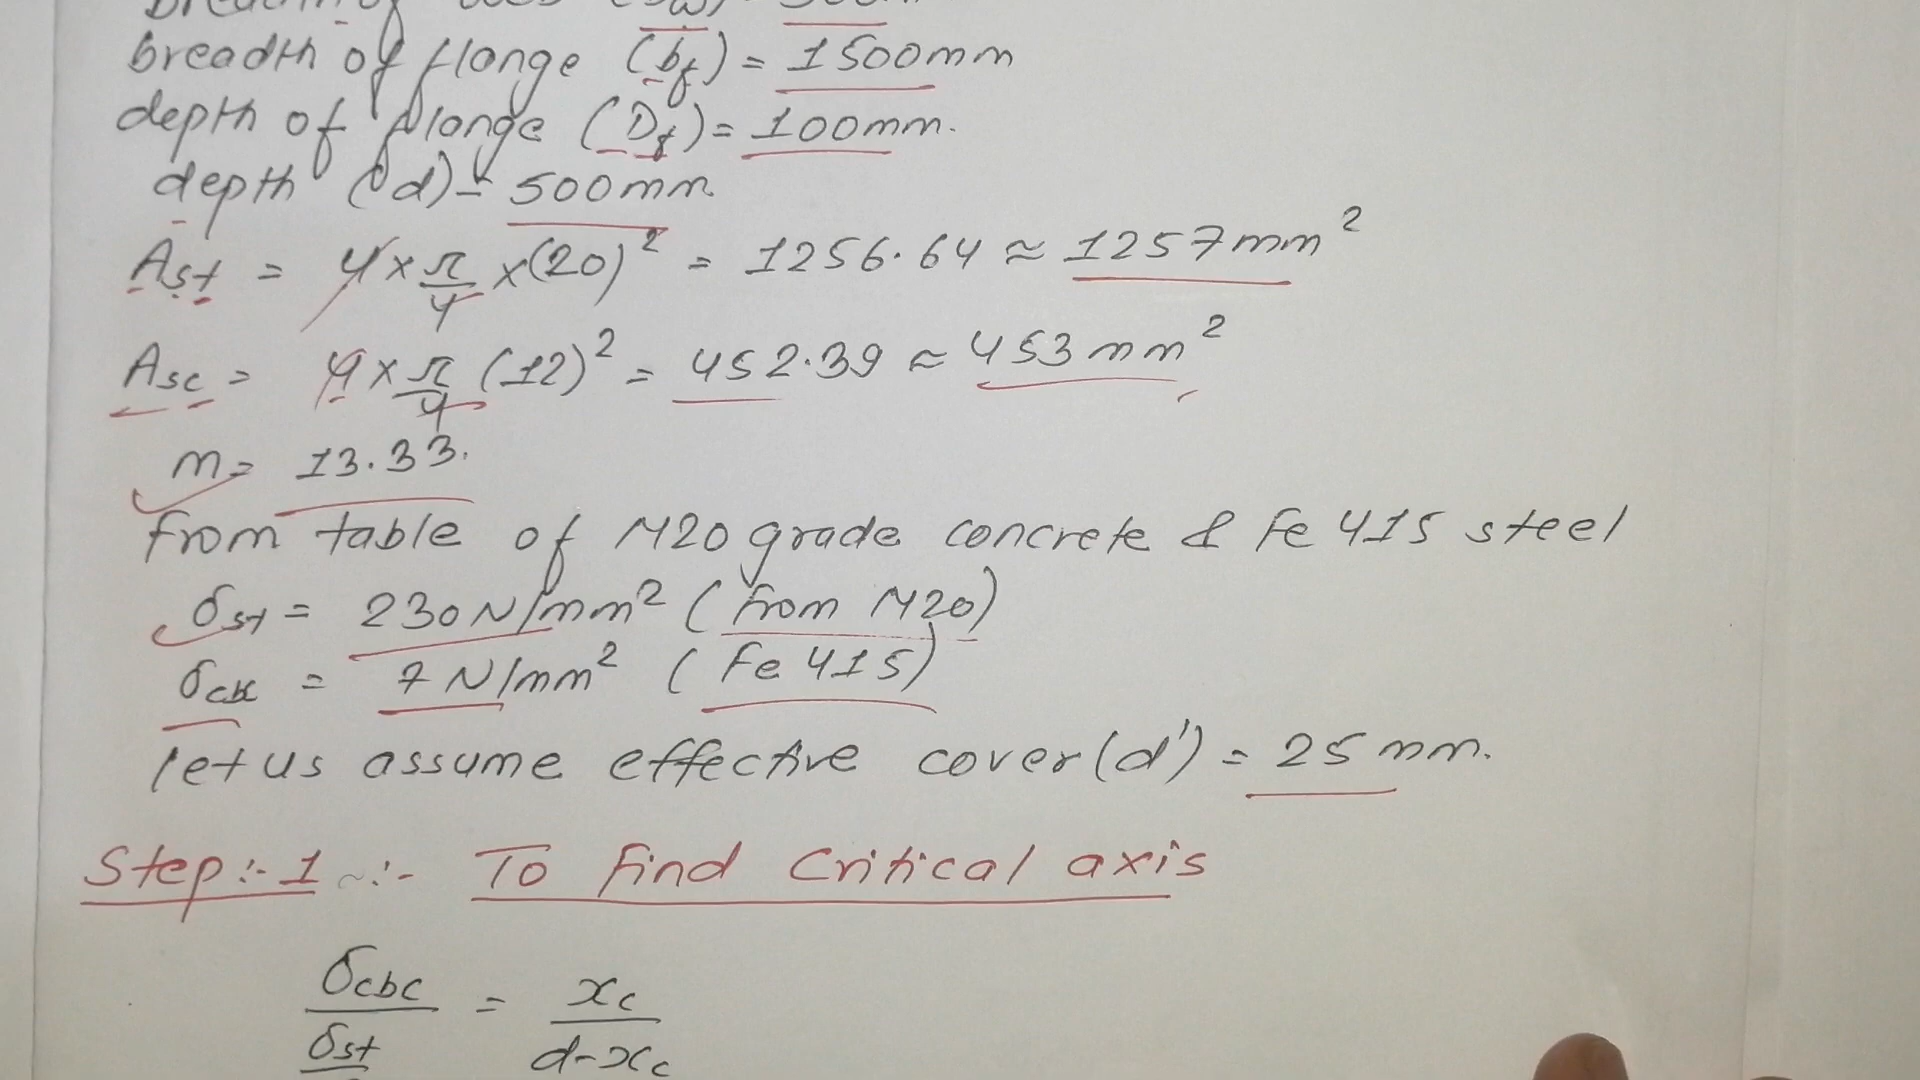 breadth of flange (bf) = 1500mm
depth of flange (Df) = 100mm.
depth (d) = 500mm
Ast = 4 x π/4 x (20)² = 1256.64 ≈ 1257mm²
Asc = 4 x π/4 (12)² = 452.39 ≈ 453mm²
m = 13.33.
From table of M20 grade concrete & Fe 415 steel
σst = 230 N/mm² (from M20)
σcbc = 7 N/mm² (Fe 415)
let us assume effective cover (d') = 25 mm.
Step:-1 :- To find Critical axis
σcbc/σst = xc/d-xc